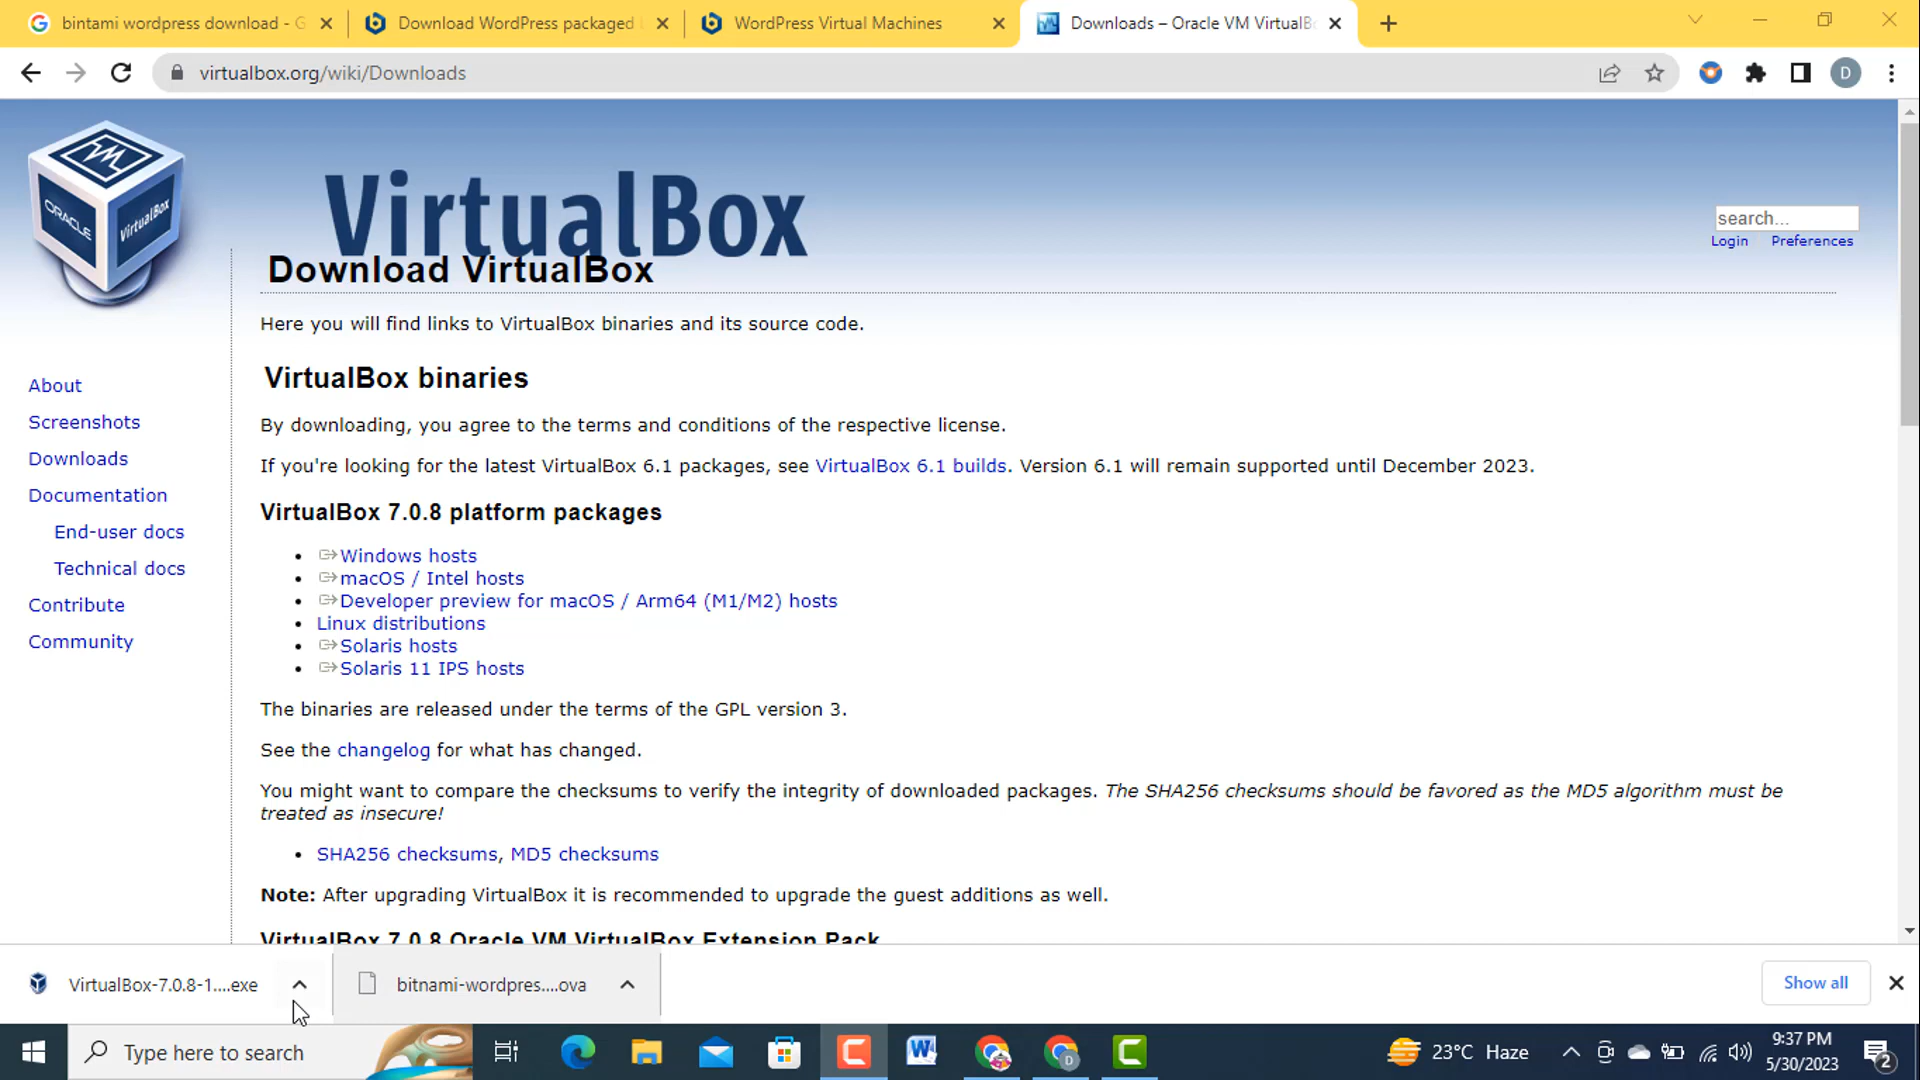 bintami wordpress download - G
Download WordPress packaged
WordPress Virtual Machines
Downloads – Oracle VM VirtualB
virtualbox.org/wiki/Downloads
D
ORACLE
VirtualBox
VirtualBox
search...
Login Preferences
Download VirtualBox
Here you will find links to VirtualBox binaries and its source code.
VirtualBox binaries
About
By downloading, you agree to the terms and conditions of the respective license.
Screenshots
Downloads
If you're looking for the latest VirtualBox 6.1 packages, see VirtualBox 6.1 builds. Version 6.1 will remain supported until December 2023.
Documentation
VirtualBox 7.0.8 platform packages
End-user docs
Windows hosts
Technical docs
macOS / Intel hosts
Contribute
Developer preview for macOS / Arm64 (M1/M2) hosts
Linux distributions
Community
Solaris hosts
Solaris 11 IPS hosts
The binaries are released under the terms of the GPL version 3.
See the changelog for what has changed.
You might want to compare the checksums to verify the integrity of downloaded packages. The SHA256 checksums should be favored as the MD5 algorithm must be
treated as insecure!
SHA256 checksums, MD5 checksums
Note: After upgrading VirtualBox it is recommended to upgrade the guest additions as well.
VirtualBox 7.0.8 Oracle VM VirtualBox Extension Pack
VirtualBox-7.0.8-1....exe
bitnami-wordpres....ova
Show all
Type here to search
23°C Haze
9:37 PM
5/30/2023
2